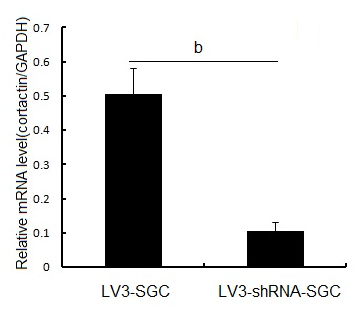 Relative mRNA level(cortactin/GAPDH)
0.7
0.6
0.5
0.4
0.3
0.2
0.1
0
b
LV3-SGC
LV3-shRNA-SGC